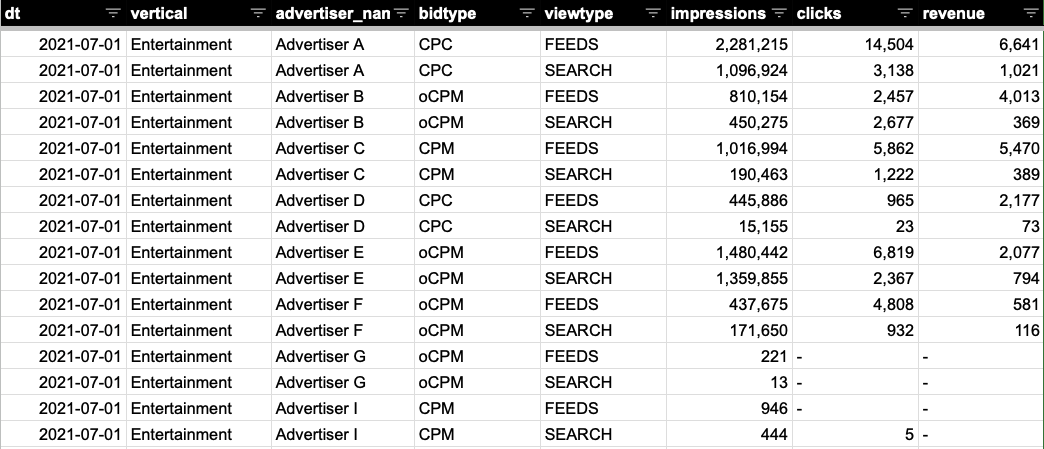 dt vertical advertiser_nan bidtype viewtype impressions clicks revenue
2021-07-01 Entertainment Advertiser A CPC FEEDS 2,281,215 14,504 6,641
2021-07-01 Entertainment Advertiser A CPC SEARCH 1,096,924 3,138 1,021
2021-07-01 Entertainment Advertiser B oCPM FEEDS 810,154 2,457 4,013
2021-07-01 Entertainment Advertiser B oCPM SEARCH 450,275 2,677 369
2021-07-01 Entertainment Advertiser C CPM FEEDS 1,016,994 5,862 5,470
2021-07-01 Entertainment Advertiser C CPM SEARCH 190,463 1,222 389
2021-07-01 Entertainment Advertiser D CPC FEEDS 445,886 965 2,177
2021-07-01 Entertainment Advertiser D CPC SEARCH 15,155 23 73
2021-07-01 Entertainment Advertiser E oCPM FEEDS 1,480,442 6,819 2,077
2021-07-01 Entertainment Advertiser E oCPM SEARCH 1,359,855 2,367 794
2021-07-01 Entertainment Advertiser F oCPM FEEDS 437,675 4,808 581
2021-07-01 Entertainment Advertiser F oCPM SEARCH 171,650 932 116
2021-07-01 Entertainment Advertiser G oCPM FEEDS 221 - -
2021-07-01 Entertainment Advertiser G oCPM SEARCH 13 - -
2021-07-01 Entertainment Advertiser I CPM FEEDS 946 - -
2021-07-01 Entertainment Advertiser I CPM SEARCH 444 5 -